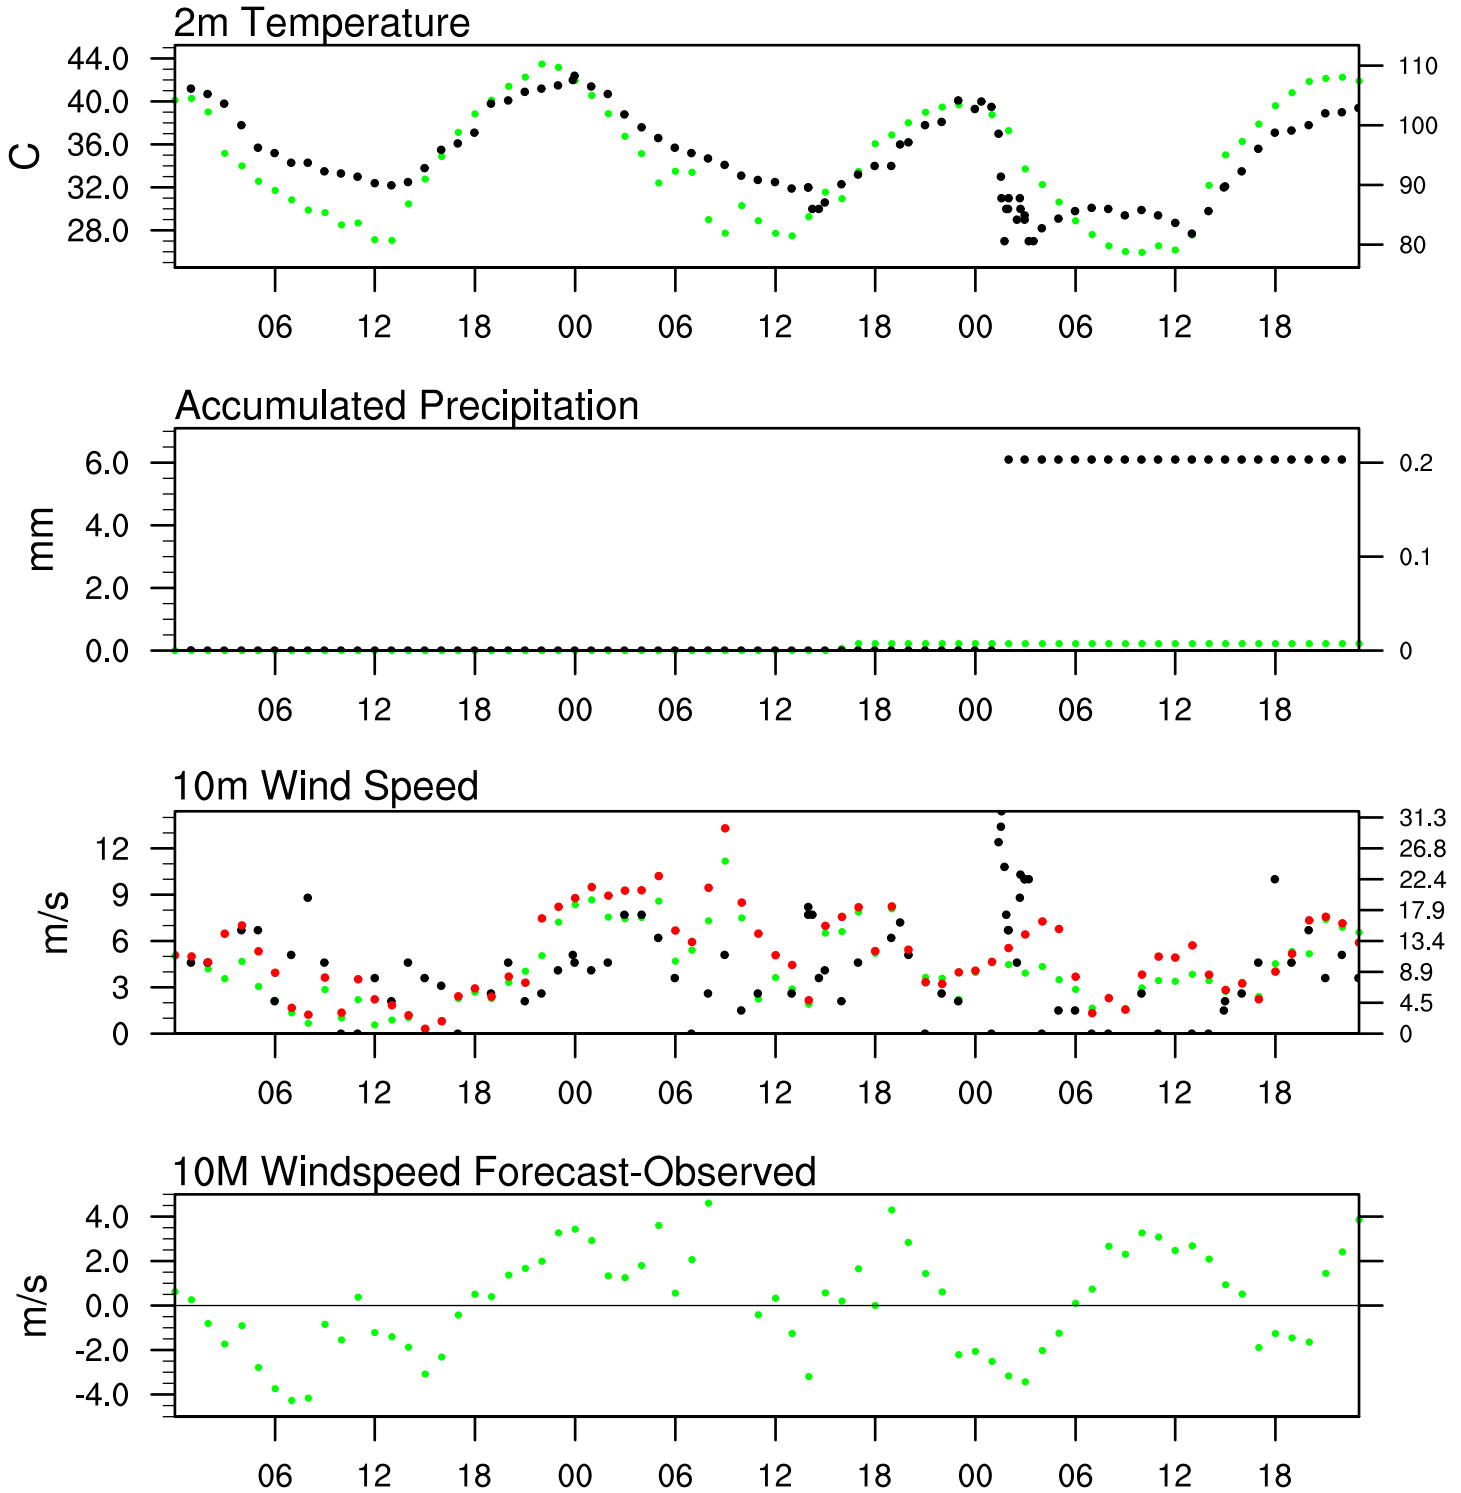 2m Temperature
44.0
40.0
36.0
32.0
28.0
C
110
100
90
80
06 12 18 00 06 12 18 00 06 12 18
Accumulated Precipitation
6.0
4.0
2.0
0.0
mm
0.2
0.1
0
06 12 18 00 06 12 18 00 06 12 18
10m Wind Speed
12
9
6
3
0
m/s
31.3
26.8
22.4
17.9
13.4
8.9
4.5
0
06 12 18 00 06 12 18 00 06 12 18
10M Windspeed Forecast-Observed
4.0
2.0
0.0
-2.0
-4.0
m/s
06 12 18 00 06 12 18 00 06 12 18